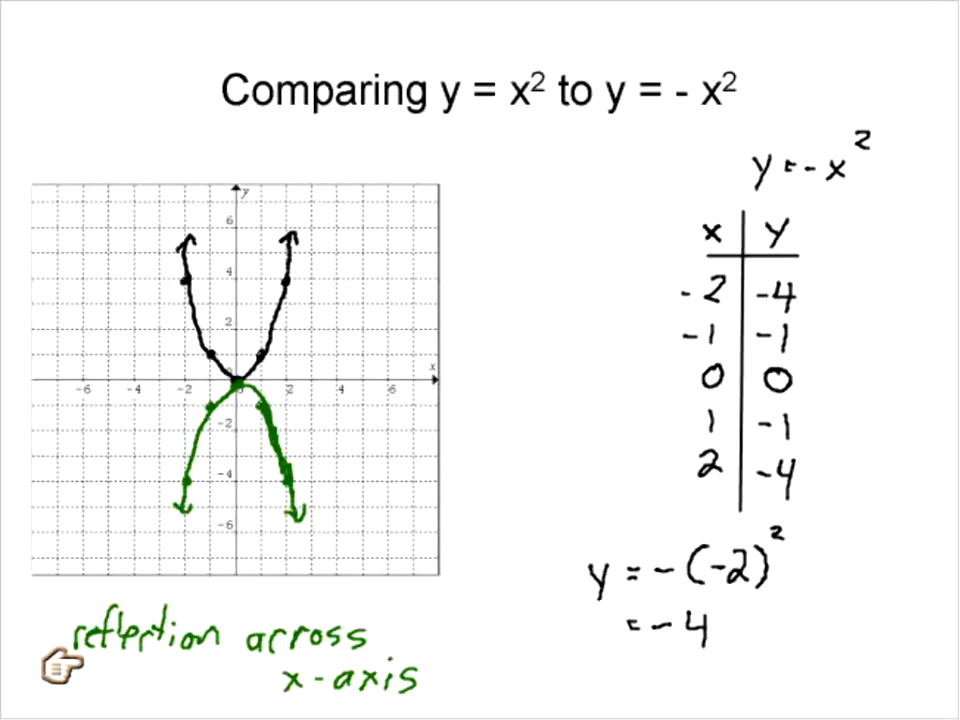 Comparing y = x² to y = - x²
y = - x²
x y
-2 -4
-1 -1
0 0
1 -1
2 -4
y = -(-2)²
= -4
y
6
4
2
x
-6 -4 -2 0 2 4 6
-2
-4
-6
reflection across
x-axis